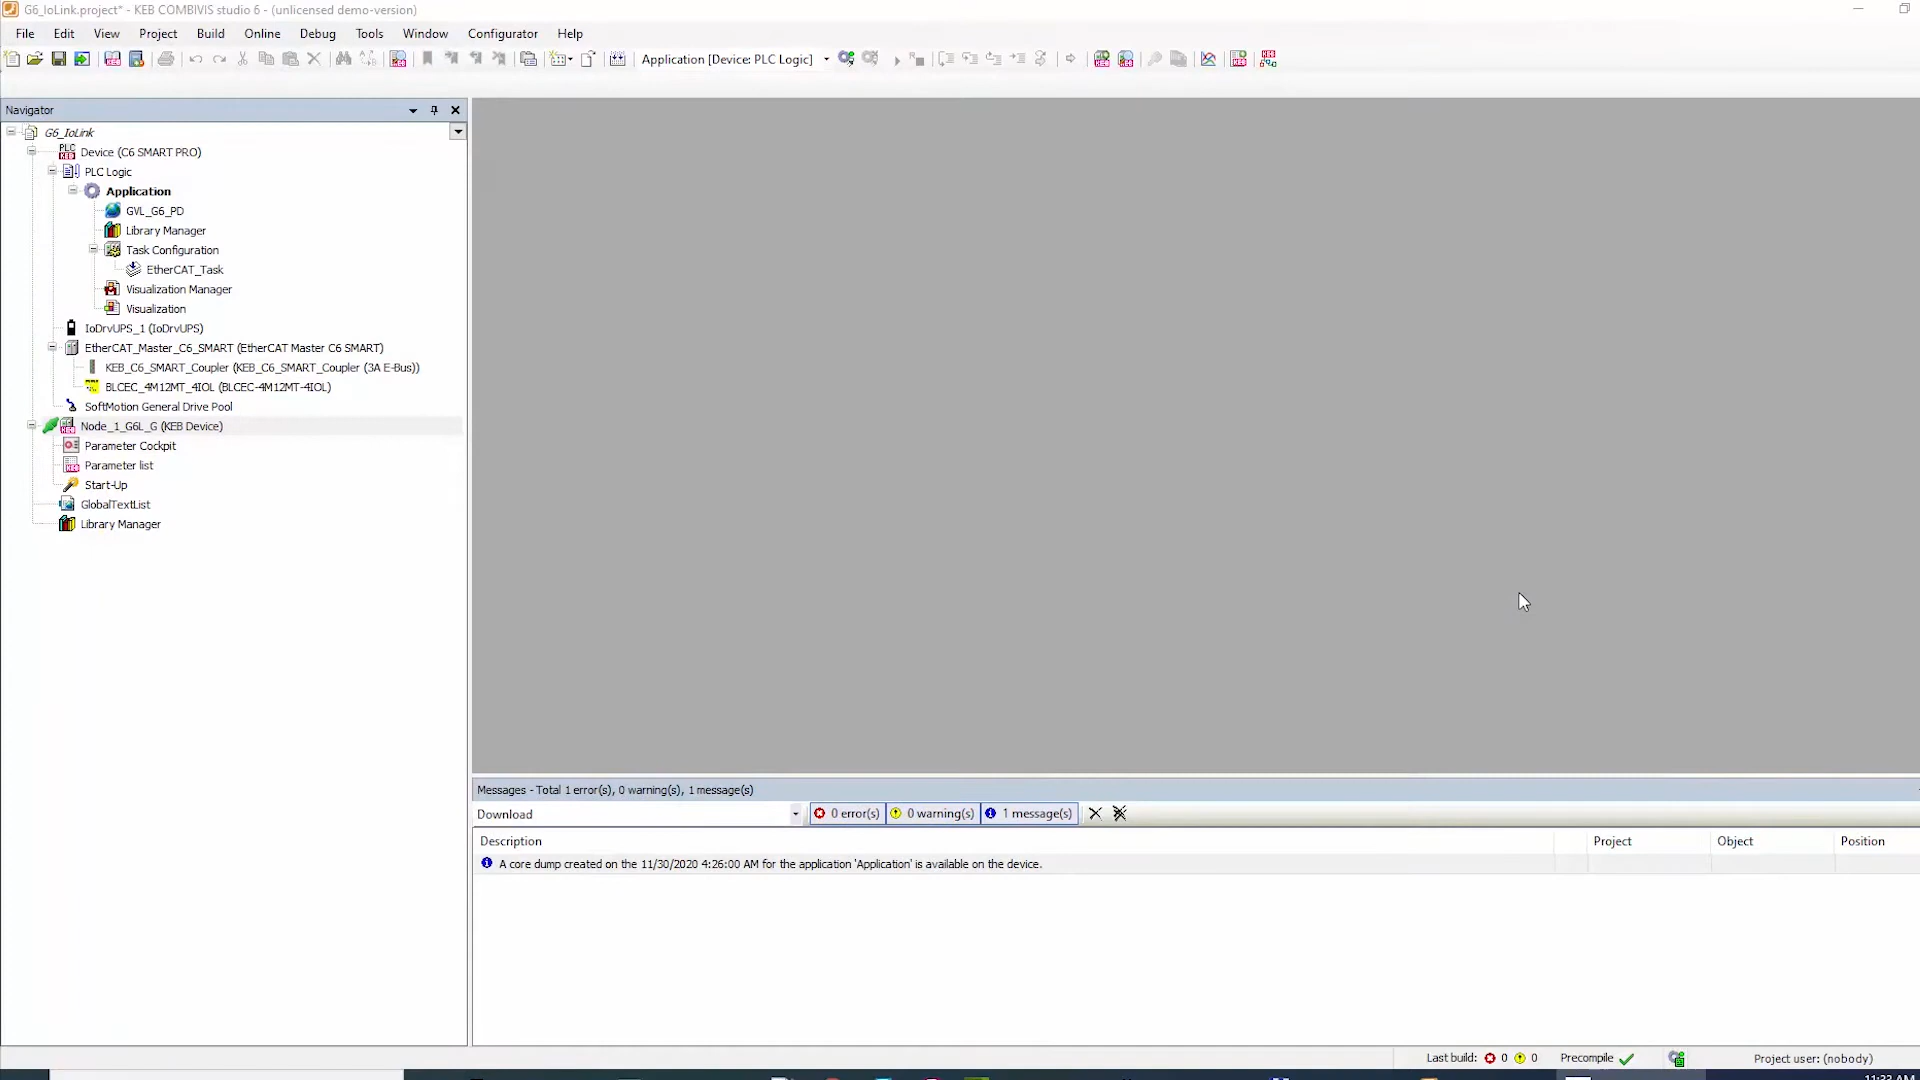 G6_IoLink.project* - KEB COMBIVIS studio 6 - (unlicensed demo-version)
File Edit View Project Build Online Debug Tools Window Configurator Help
Application [Device: PLC Logic]
Navigator
G6_IoLink
Device (C6 SMART PRO)
PLC Logic
Application
GVL_G6_PD
Library Manager
Task Configuration
EtherCAT_Task
Visualization Manager
Visualization
IoDrvUPS_1 (IoDrvUPS)
EtherCAT_Master_C6_SMART (EtherCAT Master C6 SMART)
KEB_C6_SMART_Coupler (KEB_C6_SMART_Coupler (3A E-Bus))
BLCEC_4M12MT_4IOL (BLCEC-4M12MT-4IOL)
SoftMotion General Drive Pool
Node_1_G6L_G (KEB Device)
Parameter Cockpit
Parameter list
Start-Up
GlobalTextList
Library Manager
Messages - Total 1 error(s), 0 warning(s), 1 message(s)
Download 0 error(s) 0 warning(s) 1 message(s)
Description Project Object Position
A core dump created on the 11/30/2020 4:26:00 AM for the application 'Application' is available on the device.
Last build: 0 0 Precompile Project user: (nobody)